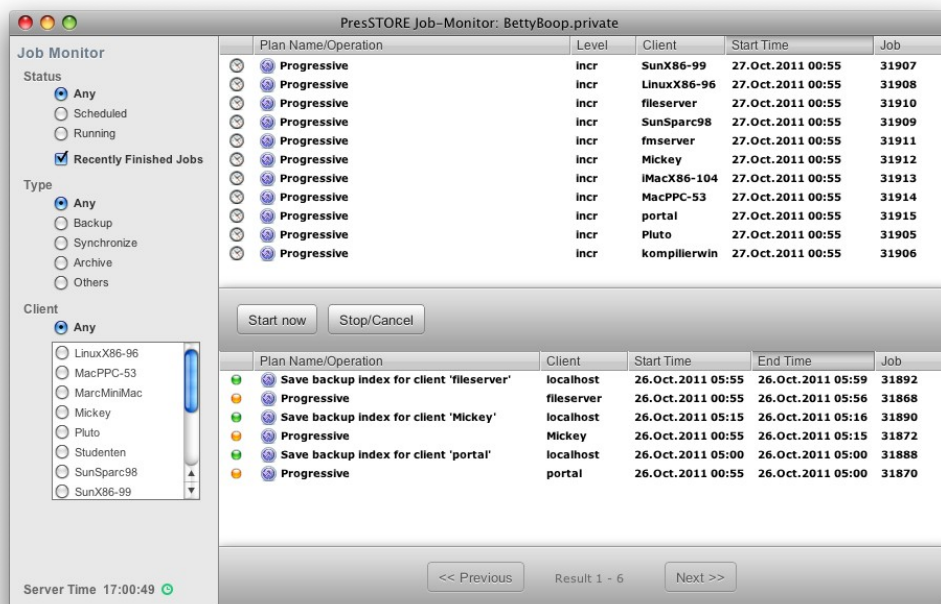 PresSTORE Job-Monitor: BettyBoop.private
Job Monitor
Status
Any
Scheduled
Running
Recently Finished Jobs
Type
Any
Backup
Synchronize
Archive
Others
Client
Any
LinuxX86-96
MacPPC-53
MarcMiniMac
Mickey
Pluto
Studenten
SunSparc98
SunX86-99
Server Time 17:00:49
Plan Name/Operation Level Client Start Time Job
Progressive incr SunX86-99 27.Oct.2011 00:55 31907
Progressive incr LinuxX86-96 27.Oct.2011 00:55 31908
Progressive incr fileserver 27.Oct.2011 00:55 31910
Progressive incr SunSparc98 27.Oct.2011 00:55 31909
Progressive incr fmserver 27.Oct.2011 00:55 31911
Progressive incr Mickey 27.Oct.2011 00:55 31912
Progressive incr iMacX86-104 27.Oct.2011 00:55 31913
Progressive incr MacPPC-53 27.Oct.2011 00:55 31914
Progressive incr portal 27.Oct.2011 00:55 31915
Progressive incr Pluto 27.Oct.2011 00:55 31905
Progressive incr kompilierwin 27.Oct.2011 00:55 31906
Start now Stop/Cancel
Plan Name/Operation Client Start Time End Time Job
Save backup index for client 'fileserver' localhost 26.Oct.2011 05:55 26.Oct.2011 05:59 31892
Progressive fileserver 26.Oct.2011 00:55 26.Oct.2011 05:56 31868
Save backup index for client 'Mickey' localhost 26.Oct.2011 05:15 26.Oct.2011 05:16 31890
Progressive Mickey 26.Oct.2011 00:55 26.Oct.2011 05:15 31872
Save backup index for client 'portal' localhost 26.Oct.2011 05:00 26.Oct.2011 05:00 31888
Progressive portal 26.Oct.2011 00:55 26.Oct.2011 05:00 31870
<< Previous Result 1 - 6 Next >>